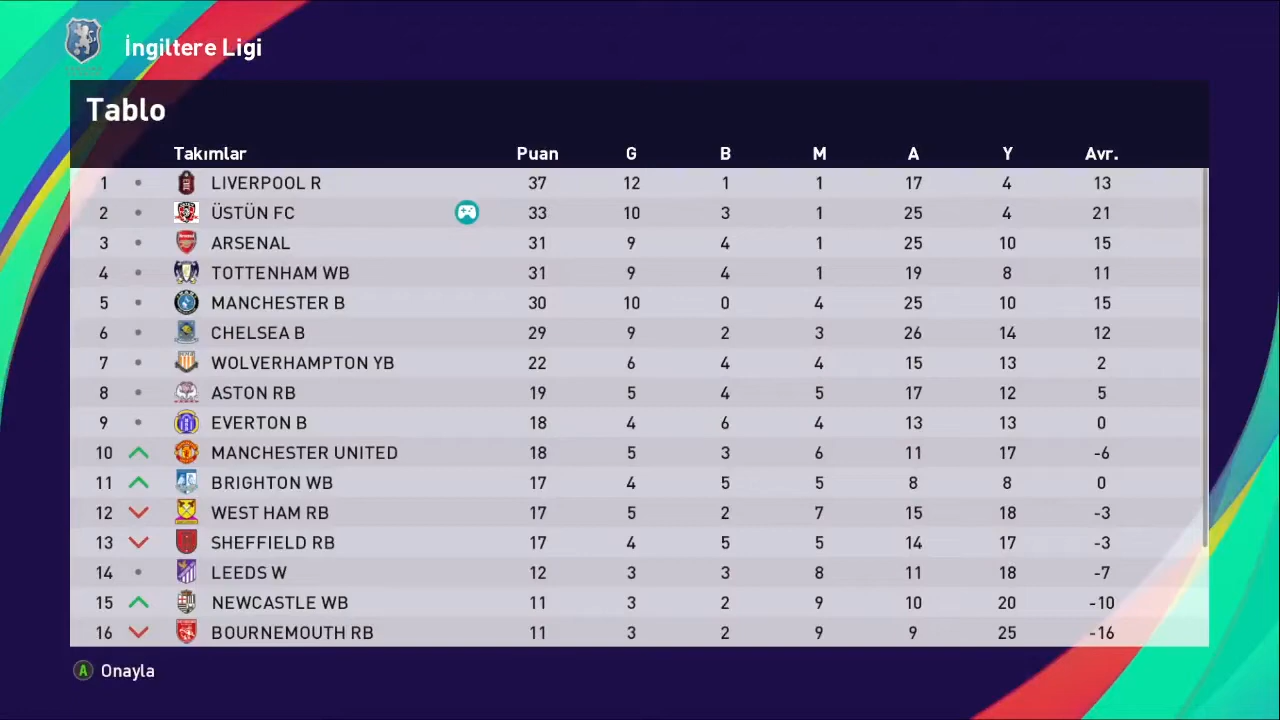 İngiltere Ligi
Tablo
Takımlar Puan G B M A Y Avr.
1 LIVERPOOL R 37 12 1 1 17 4 13
2 ÜSTÜN FC 33 10 3 1 25 4 21
3 ARSENAL 31 9 4 1 25 10 15
4 TOTTENHAM WB 31 9 4 1 19 8 11
5 MANCHESTER B 30 10 0 4 25 10 15
6 CHELSEA B 29 9 2 3 26 14 12
7 WOLVERHAMPTON YB 22 6 4 4 15 13 2
8 ASTON RB 19 5 4 5 17 12 5
9 EVERTON B 18 4 6 4 13 13 0
10 MANCHESTER UNITED 18 5 3 6 11 17 -6
11 BRIGHTON WB 17 4 5 5 8 8 0
12 WEST HAM RB 17 5 2 7 15 18 -3
13 SHEFFIELD RB 17 4 5 5 14 17 -3
14 LEEDS W 12 3 3 8 11 18 -7
15 NEWCASTLE WB 11 3 2 9 10 20 -10
16 BOURNEMOUTH RB 11 3 2 9 9 25 -16
A Onayla